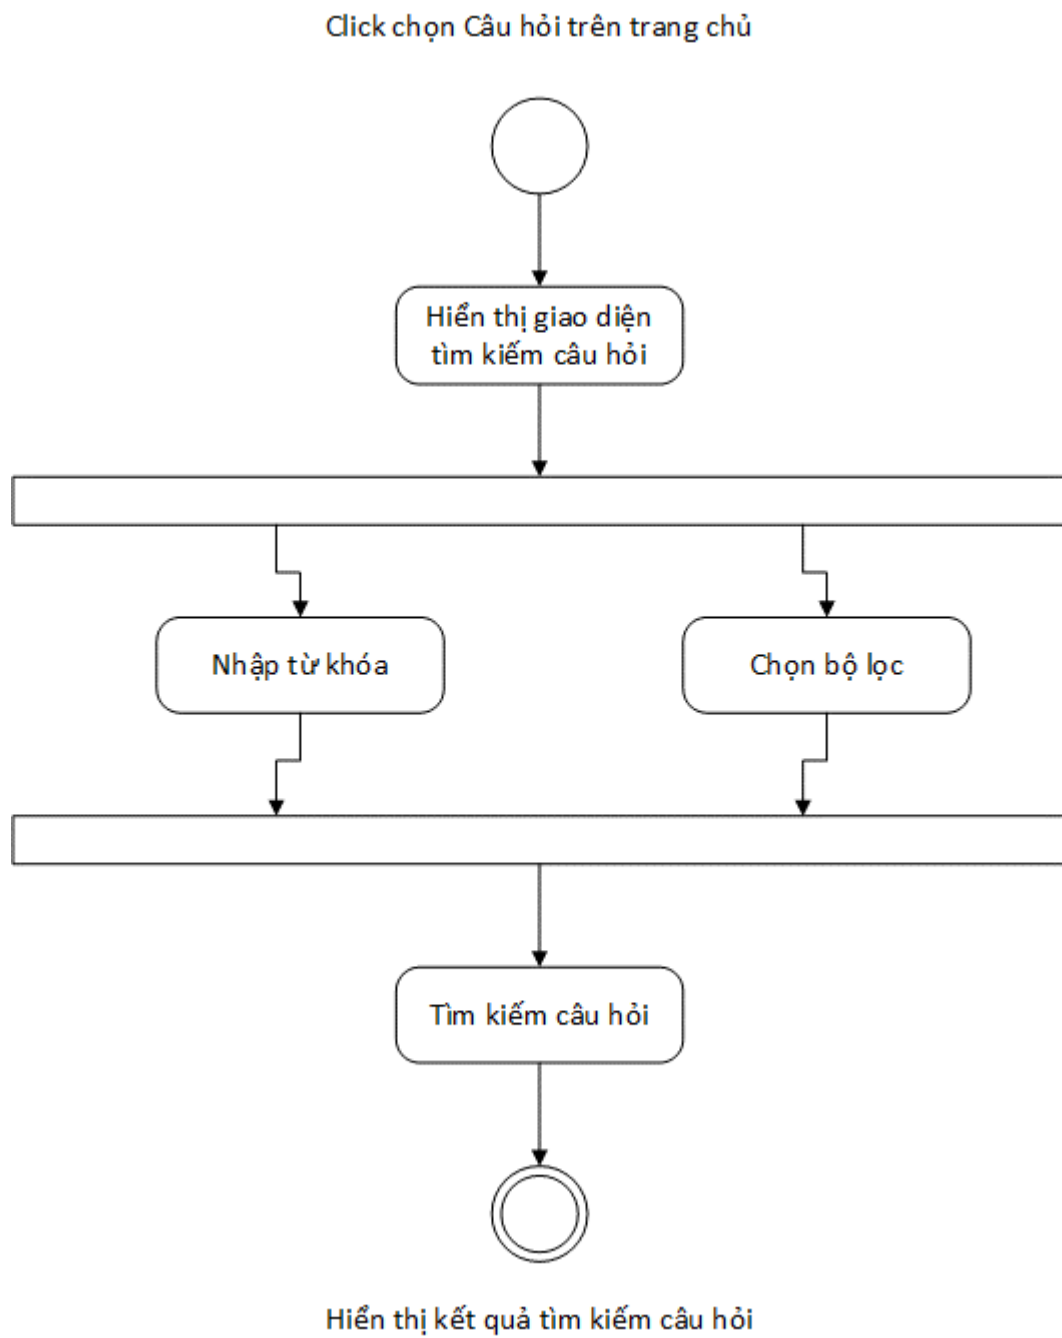 Click chọn Câu hỏi trên trang chủ
Hiển thị giao diện
tìm kiếm câu hỏi
Nhập từ khóa
Chọn bộ lọc
Tìm kiếm câu hỏi
Hiển thị kết quả tìm kiếm câu hỏi